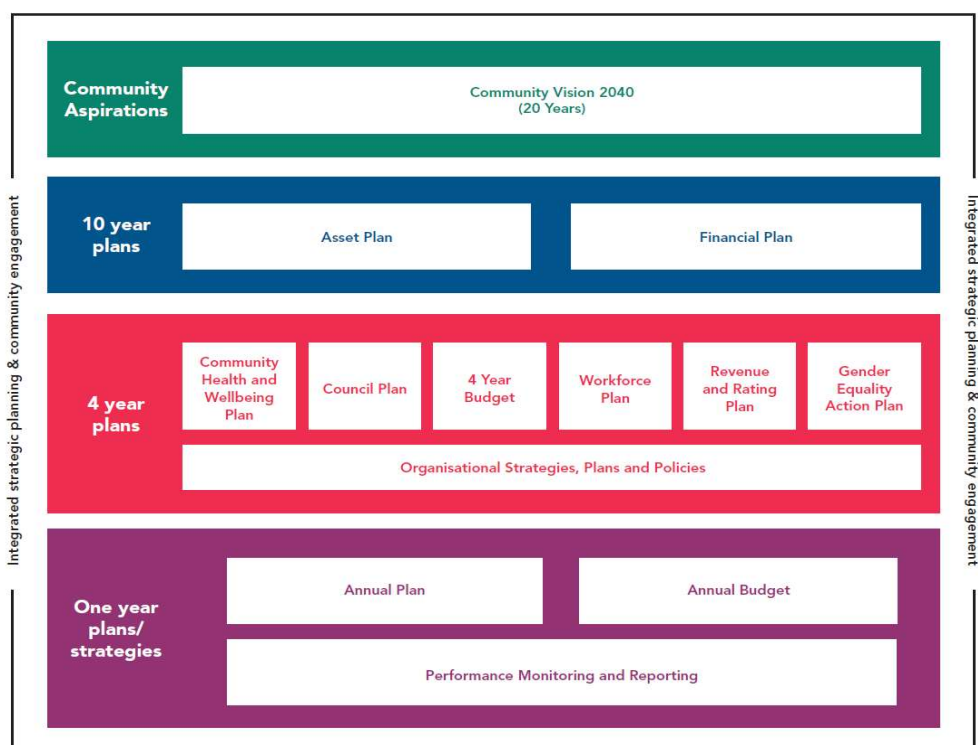 Community
Aspirations
Community Vision 2040
(20 Years)
Integrated strategic planning & community engagement
10 year
plans
Asset Plan
Financial Plan
4 year
plans
Community
Health and
Wellbeing
Plan
Council Plan
4 Year
Budget
Workforce
Plan
Revenue
and Rating
Plan
Gender
Equality
Action Plan
Organisational Strategies, Plans and Policies
One year
plans/
strategies
Annual Plan
Annual Budget
Performance Monitoring and Reporting
Integrated strategic planning & community engagement